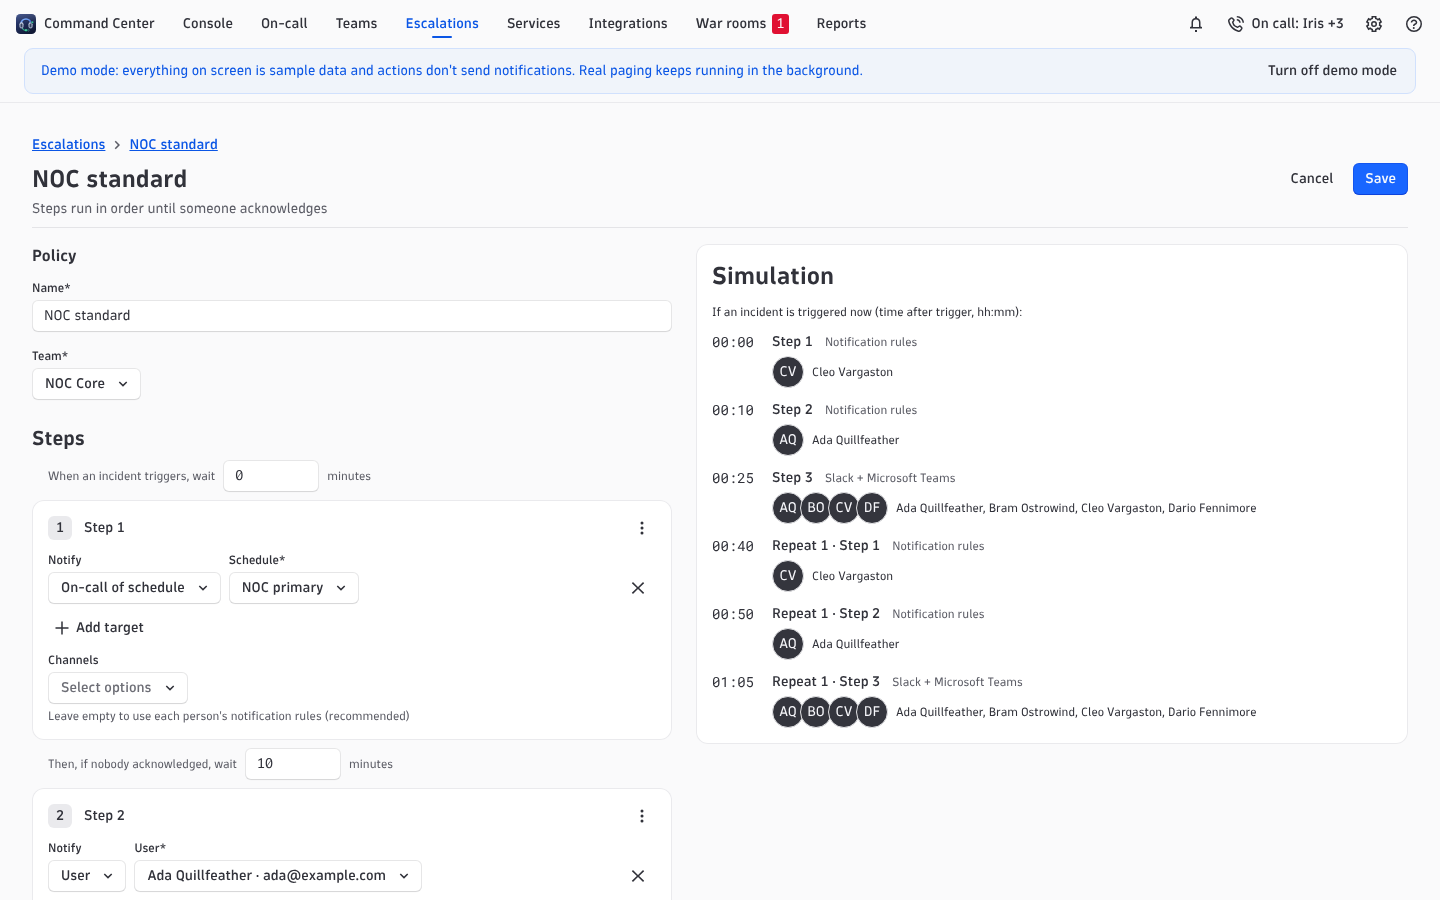 Command Center
Console
On-call
Teams
Escalations
Services
Integrations
War rooms 1
Reports
On call: Iris +3
Demo mode: everything on screen is sample data and actions don't send notifications. Real paging keeps running in the background.
Turn off demo mode
Escalations > NOC standard
NOC standard
Steps run in order until someone acknowledges
Cancel
Save
Policy
Name*
NOC standard
Team*
NOC Core
Steps
When an incident triggers, wait 0 minutes
1 Step 1
Notify
Schedule*
On-call of schedule
NOC primary
Add target
Channels
Select options
Leave empty to use each person's notification rules (recommended)
Then, if nobody acknowledged, wait 10 minutes
2 Step 2
Notify
User*
User
Ada Quillfeather · ada@example.com
Simulation
If an incident is triggered now (time after trigger, hh:mm):
00:00 Step 1 Notification rules
CV Cleo Vargaston
00:10 Step 2 Notification rules
AQ Ada Quillfeather
00:25 Step 3 Slack + Microsoft Teams
AQ BO CV DF Ada Quillfeather, Bram Ostrowind, Cleo Vargaston, Dario Fennimore
00:40 Repeat 1 · Step 1 Notification rules
CV Cleo Vargaston
00:50 Repeat 1 · Step 2 Notification rules
AQ Ada Quillfeather
01:05 Repeat 1 · Step 3 Slack + Microsoft Teams
AQ BO CV DF Ada Quillfeather, Bram Ostrowind, Cleo Vargaston, Dario Fennimore